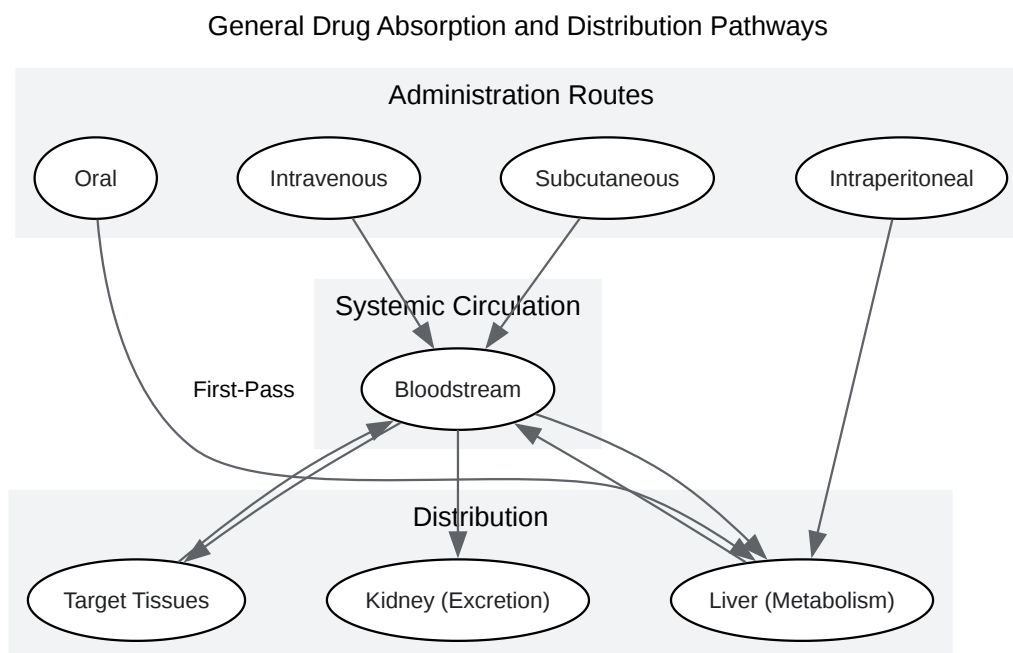 General Drug Absorption and Distribution Pathways
Administration Routes
Oral
Intravenous
Subcutaneous
Intraperitoneal
Systemic Circulation
First-Pass
Bloodstream
Distribution
Target Tissues
Kidney (Excretion)
Liver (Metabolism)